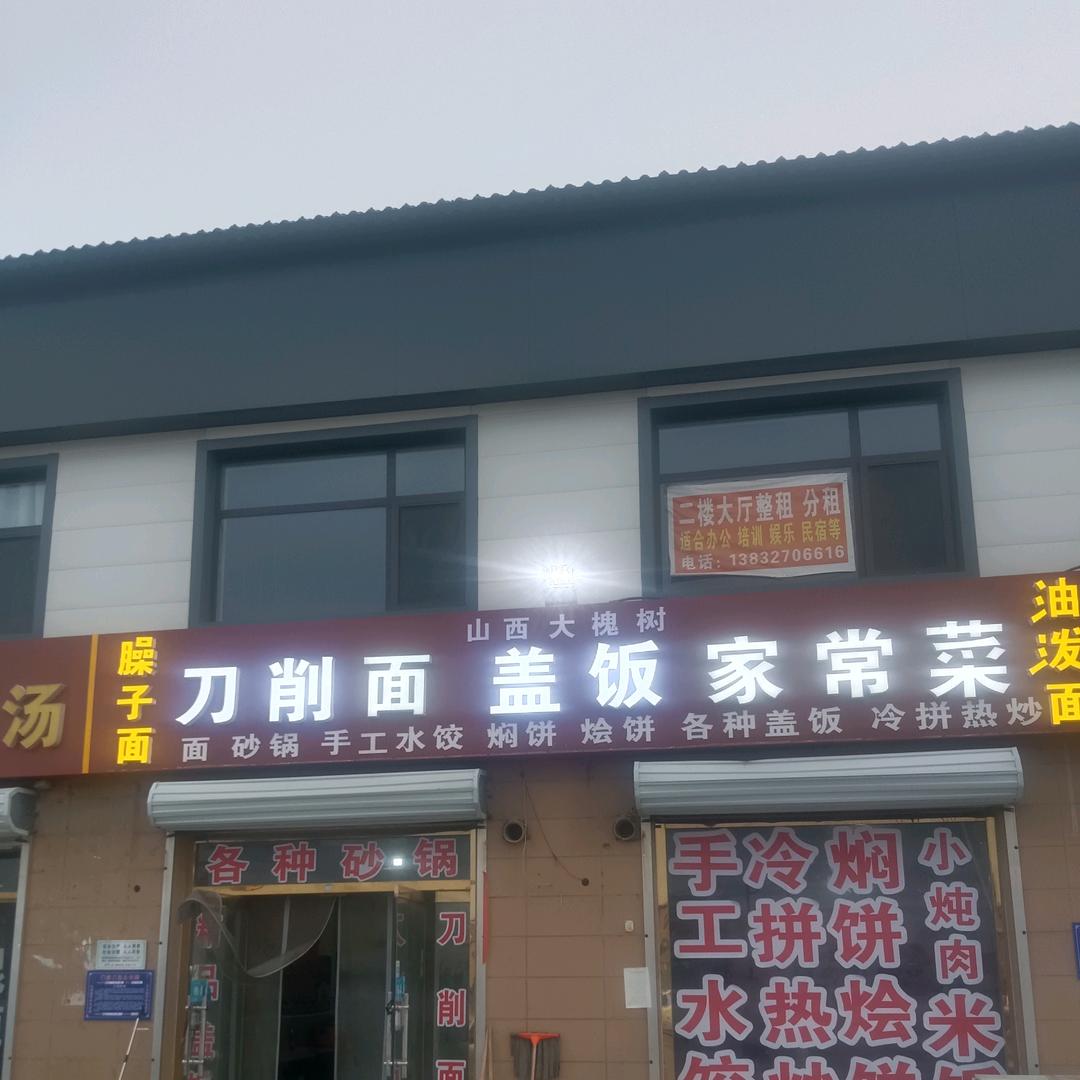 二楼大厅整租 分租
适合办公 培训 娱乐 民宿等
电话：13832706616
山西大槐树
汤
臊子面
刀削面 盖饭 家常菜
油泼面
面 砂锅 手工水饺 焖饼 烩饼 各种盖饭 冷拼热炒
各种砂锅
刀削面
手工水饺
冷拼热炒
焖饼烩饼
小炖肉米饭